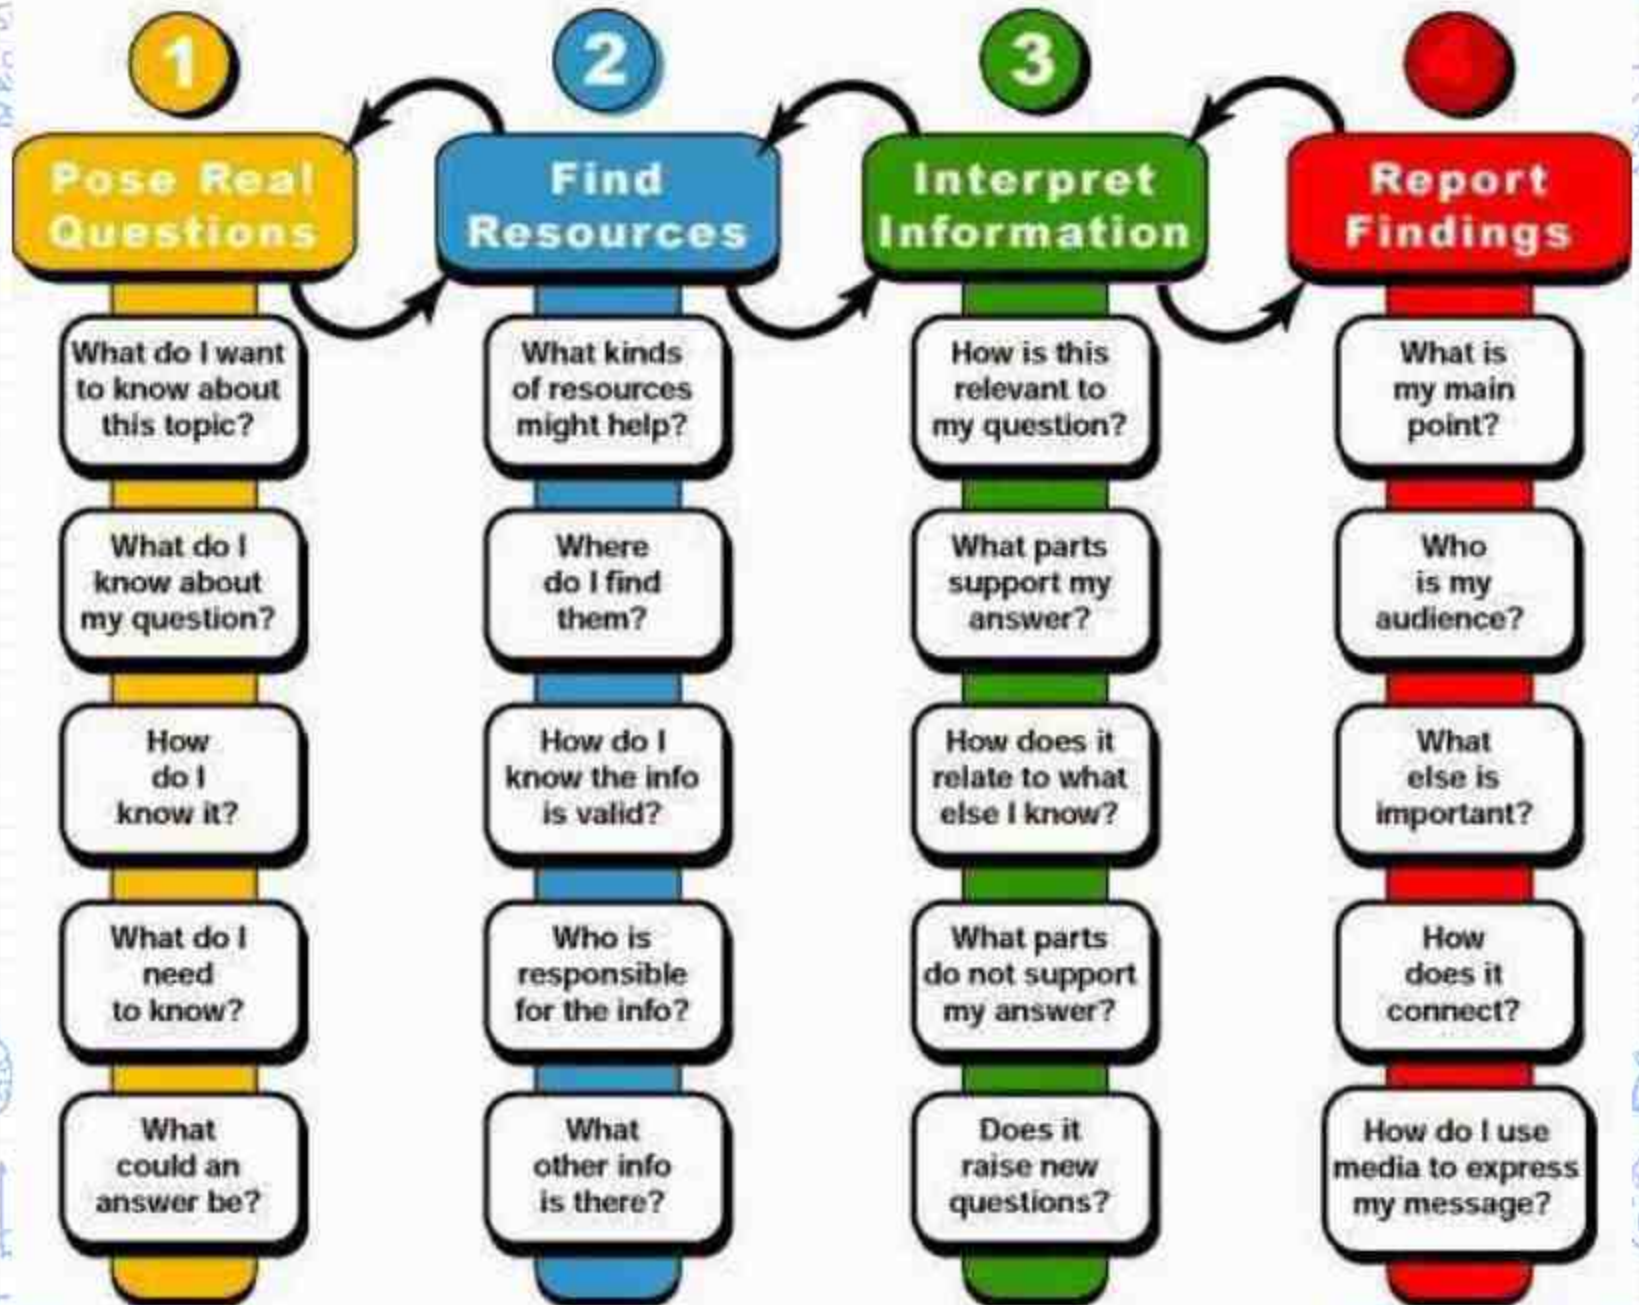 1
Pose Real
Questions
What do I want
to know about
this topic?
What do I
know about
my question?
How
do I
know it?
What do I
need
to know?
What
could an
answer be?
2
Find
Resources
What kinds
of resources
might help?
Where
do I find
them?
How do I
know the info
is valid?
Who is
responsible
for the info?
What
other info
is there?
3
Interpret
Information
How is this
relevant to
my question?
What parts
support my
answer?
How does it
relate to what
else I know?
What parts
do not support
my answer?
Does it
raise new
questions?
4
Report
Findings
What is
my main
point?
Who
is my
audience?
What
else is
important?
How
does it
connect?
How do I use
media to express
my message?